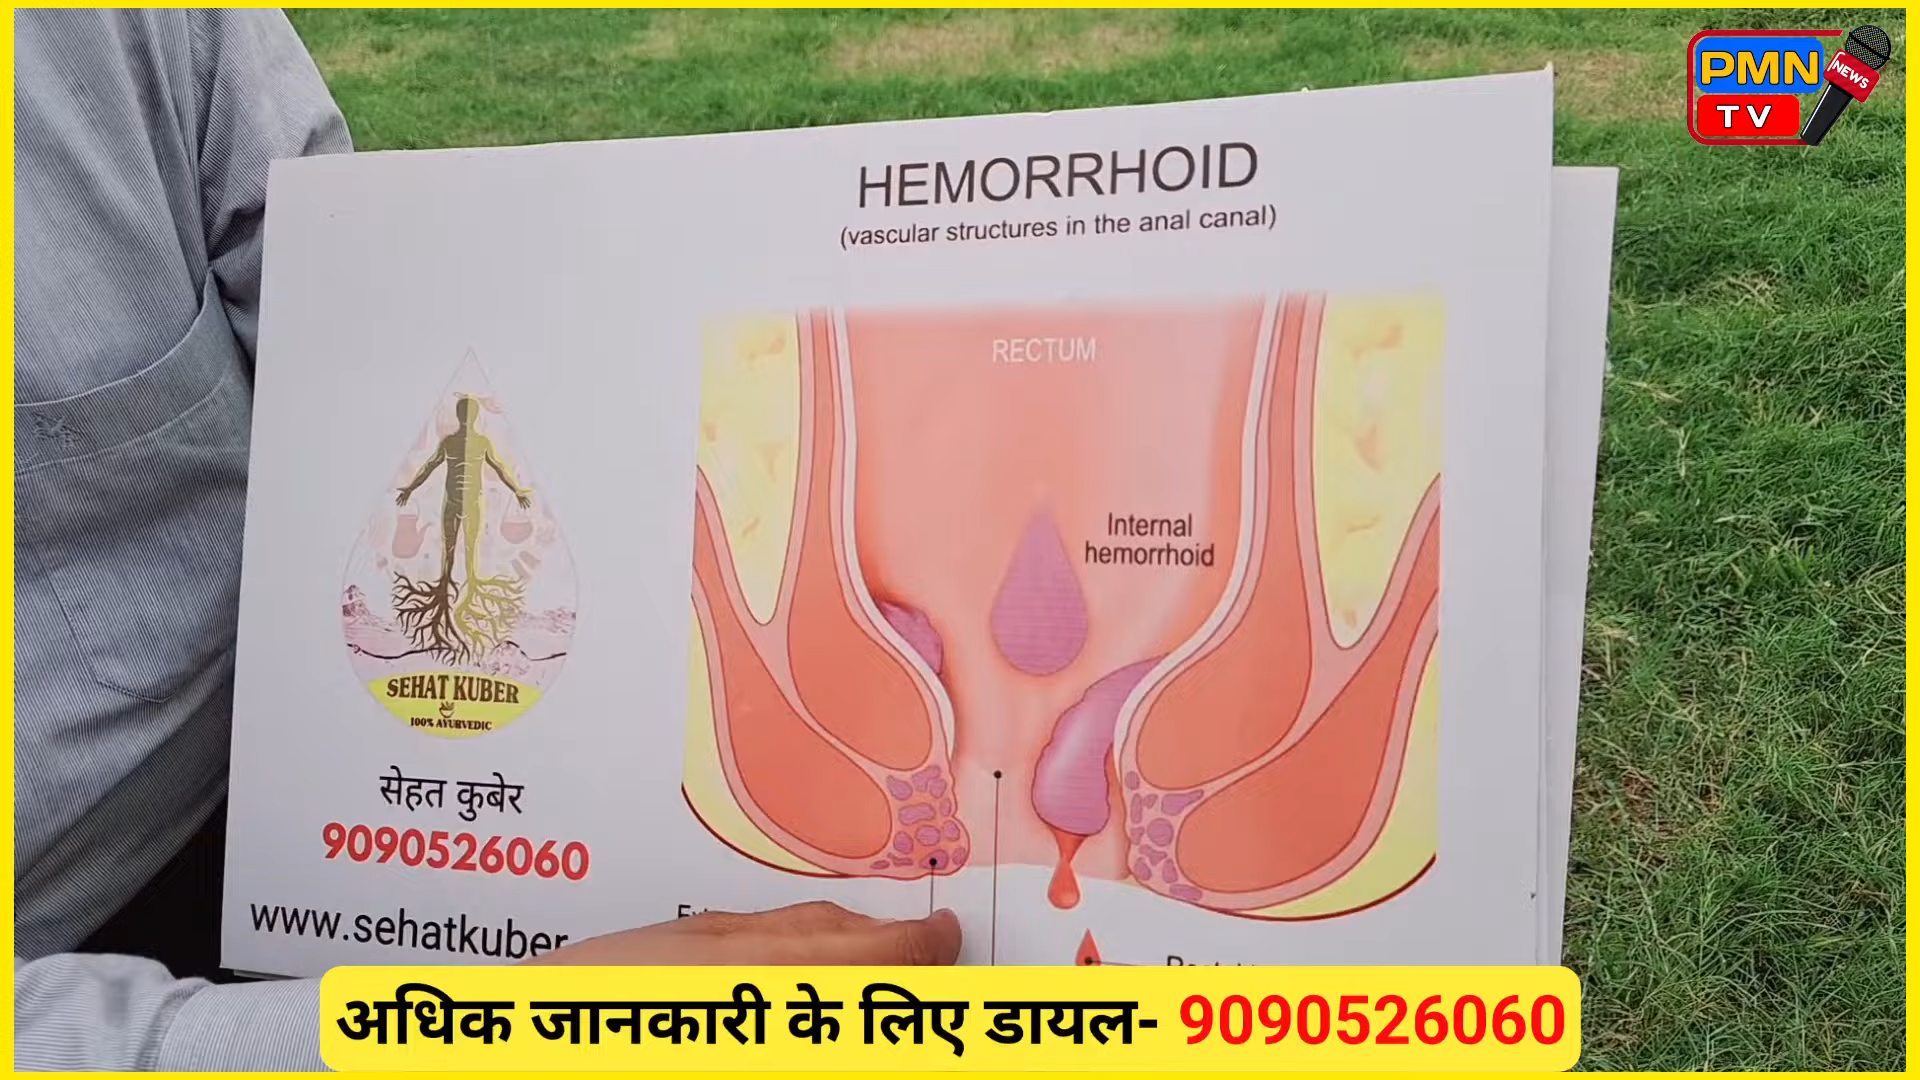 PMN
NEWS
TV
HEMORRHOID
(vascular structures in the anal canal)
RECTUM
Internal
hemorrhoid
SEHAT KUBER
100% AYURVEDIC
सेहत कुबेर
9090526060
www.sehatkuber
अधिक जानकारी के लिए डायल- 9090526060